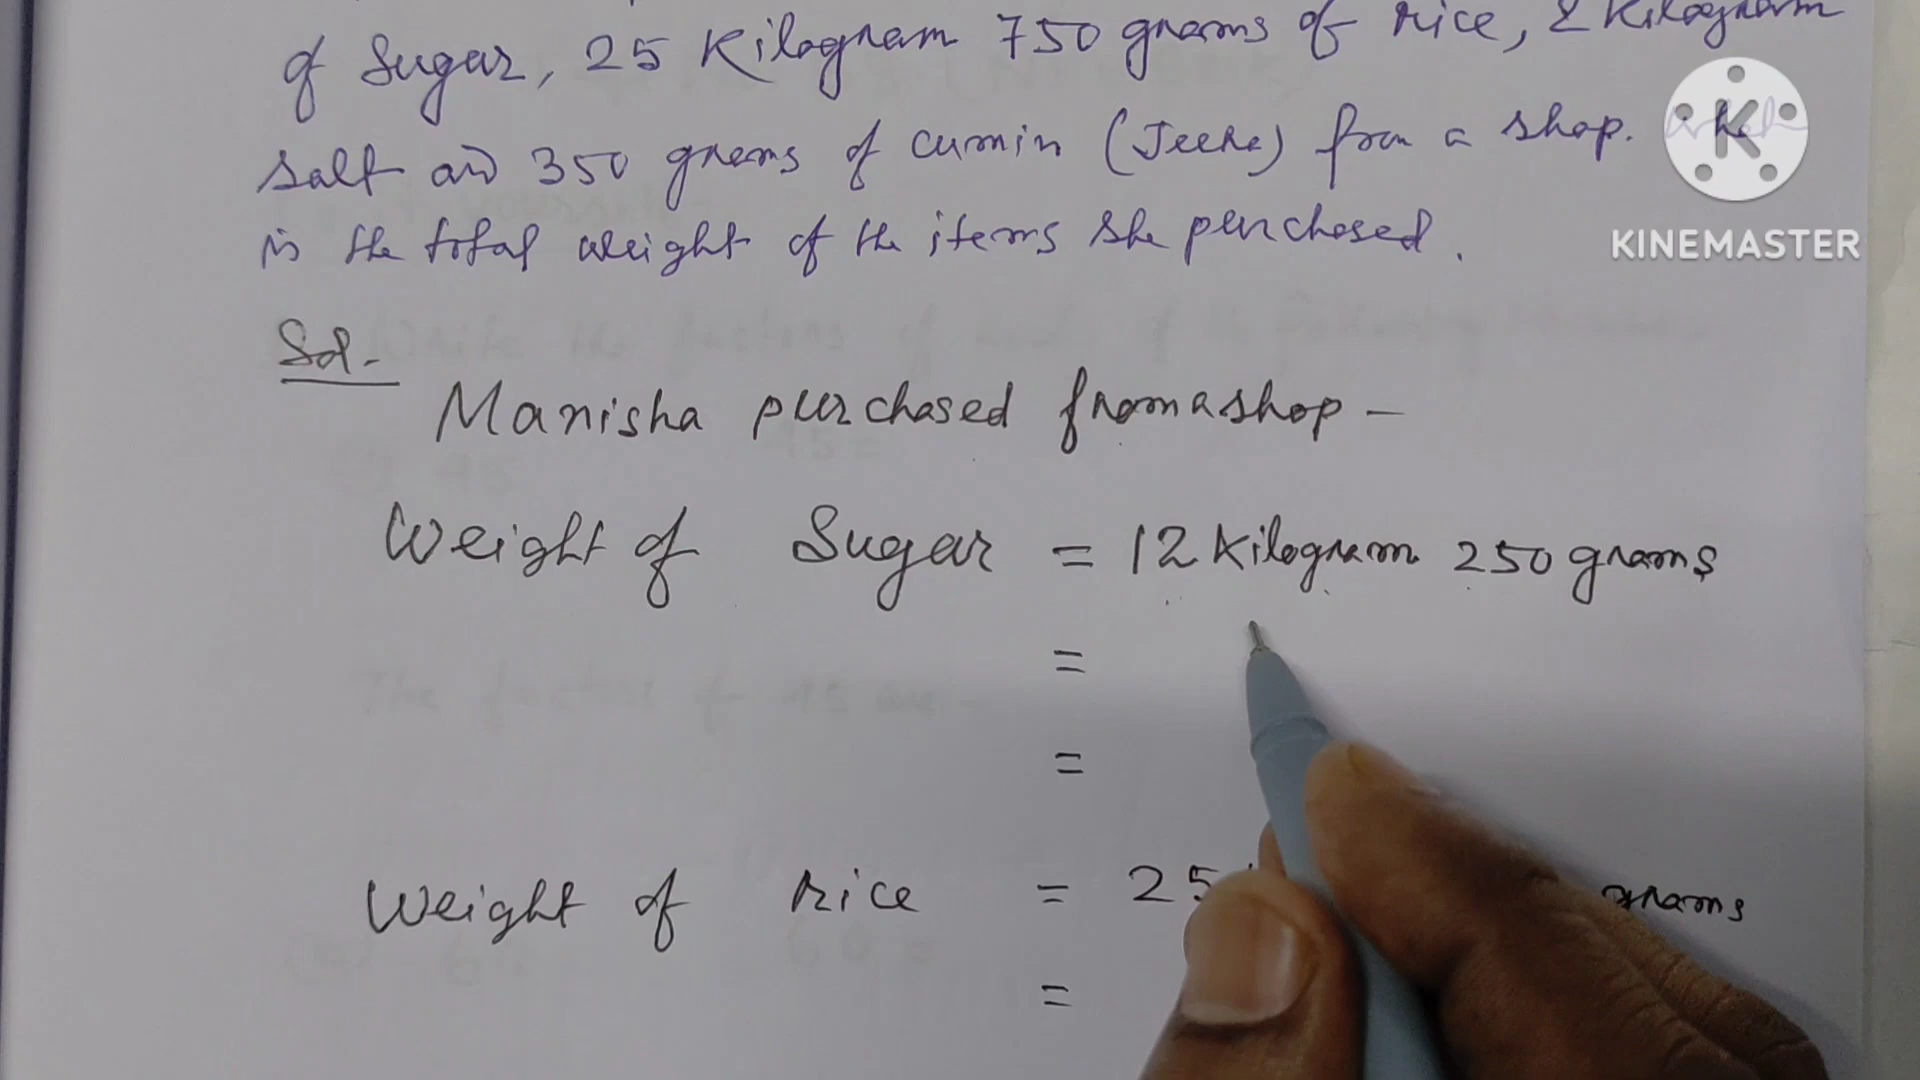 of Sugar, 25 Kilogram 750 grams of rice, 2 Kilogram
salt and 350 grams of cumin (Jeera) from a shop.
is the total weight of the items she purchased.
KINEMASTER
Sol-
Manisha purchased from a shop -
Weight of Sugar = 12 Kilogram 250 grams
=
=
Weight of rice = 25 grams
=